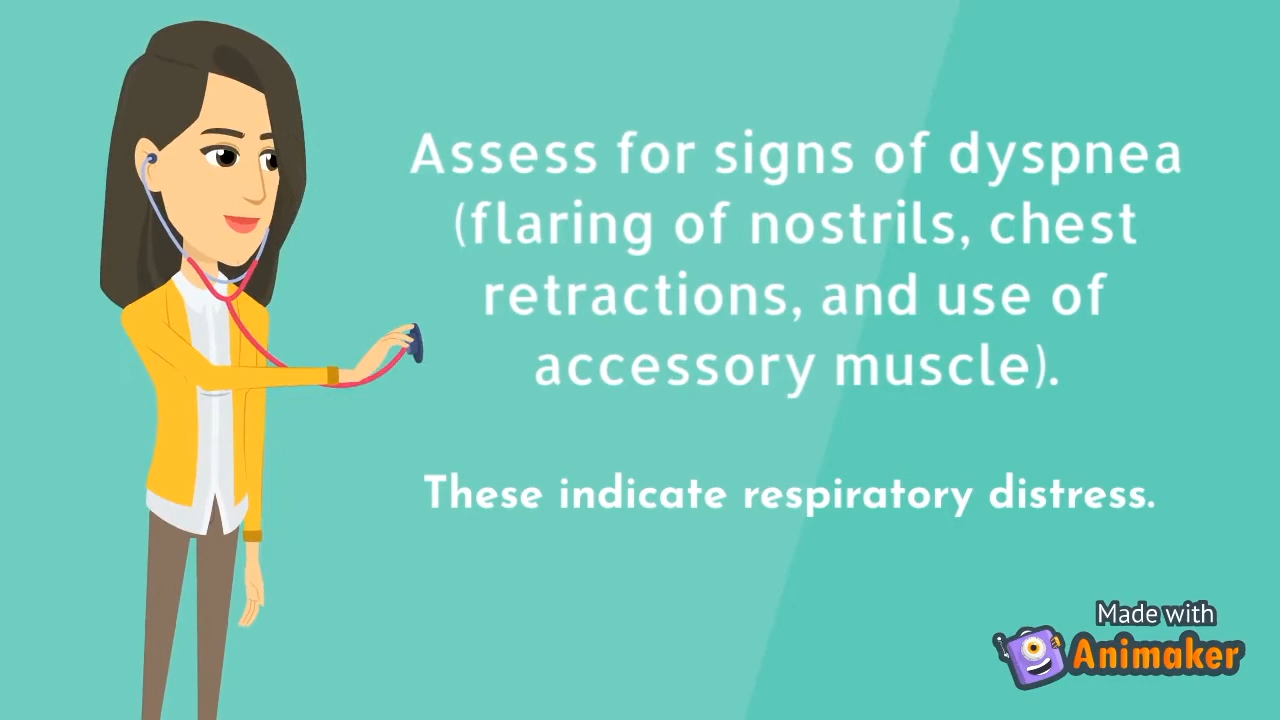 Assess for signs of dyspnea
(flaring of nostrils, chest
retractions, and use of
accessory muscle).
These indicate respiratory distress.
Made with
Animaker